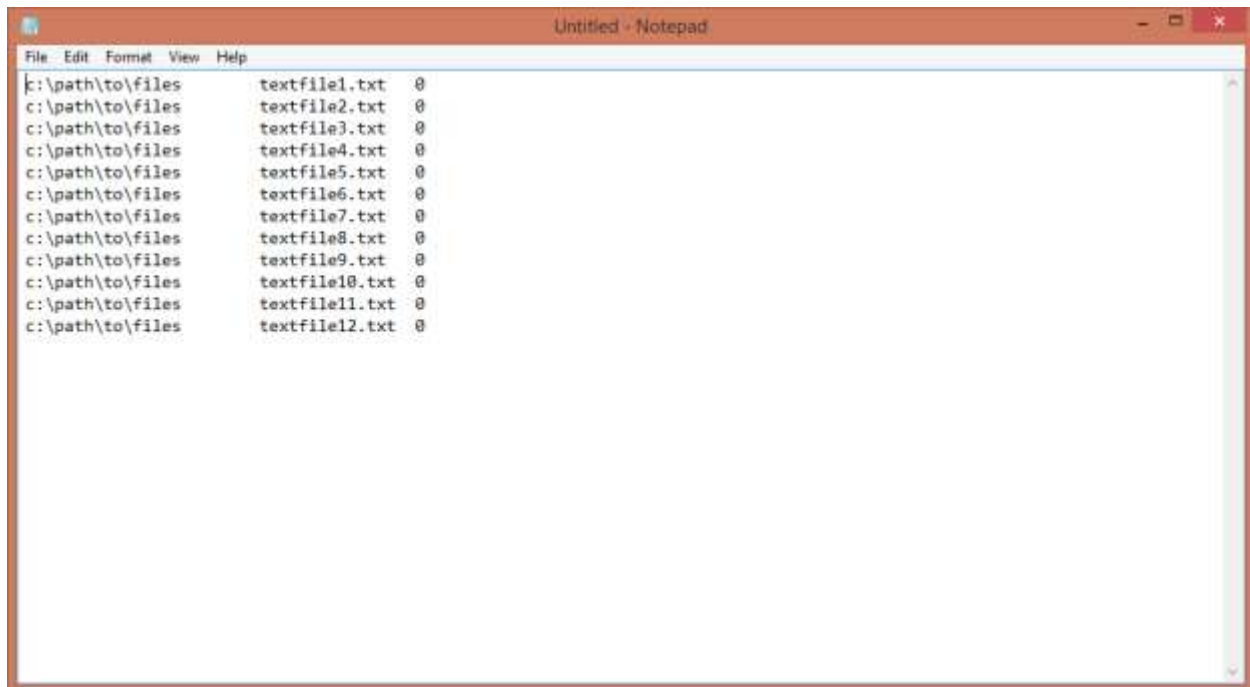 Untitled - Notepad
File Edit Format View Help
c:\path\to\files textfile1.txt 0
c:\path\to\files textfile2.txt 0
c:\path\to\files textfile3.txt 0
c:\path\to\files textfile4.txt 0
c:\path\to\files textfile5.txt 0
c:\path\to\files textfile6.txt 0
c:\path\to\files textfile7.txt 0
c:\path\to\files textfile8.txt 0
c:\path\to\files textfile9.txt 0
c:\path\to\files textfile10.txt 0
c:\path\to\files textfile11.txt 0
c:\path\to\files textfile12.txt 0